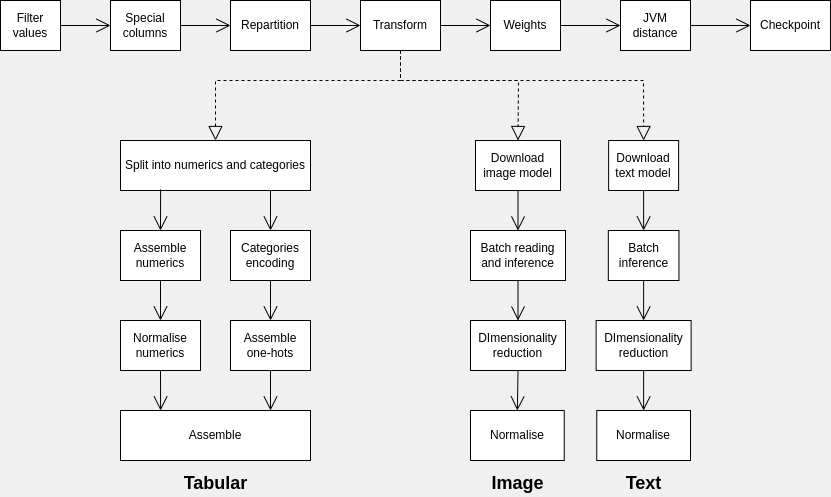 Filter
values
Special
columns
Repartition
Transform
Weights
JVM
distance
Checkpoint
Split into numerics and categories
Download
image model
Download
text model
Assemble
numerics
Categories
encoding
Batch reading
and inference
Batch
inference
Normalise
numerics
Assemble
one-hots
DImensionality
reduction
DImensionality
reduction
Assemble
Normalise
Normalise
Tabular
Image
Text